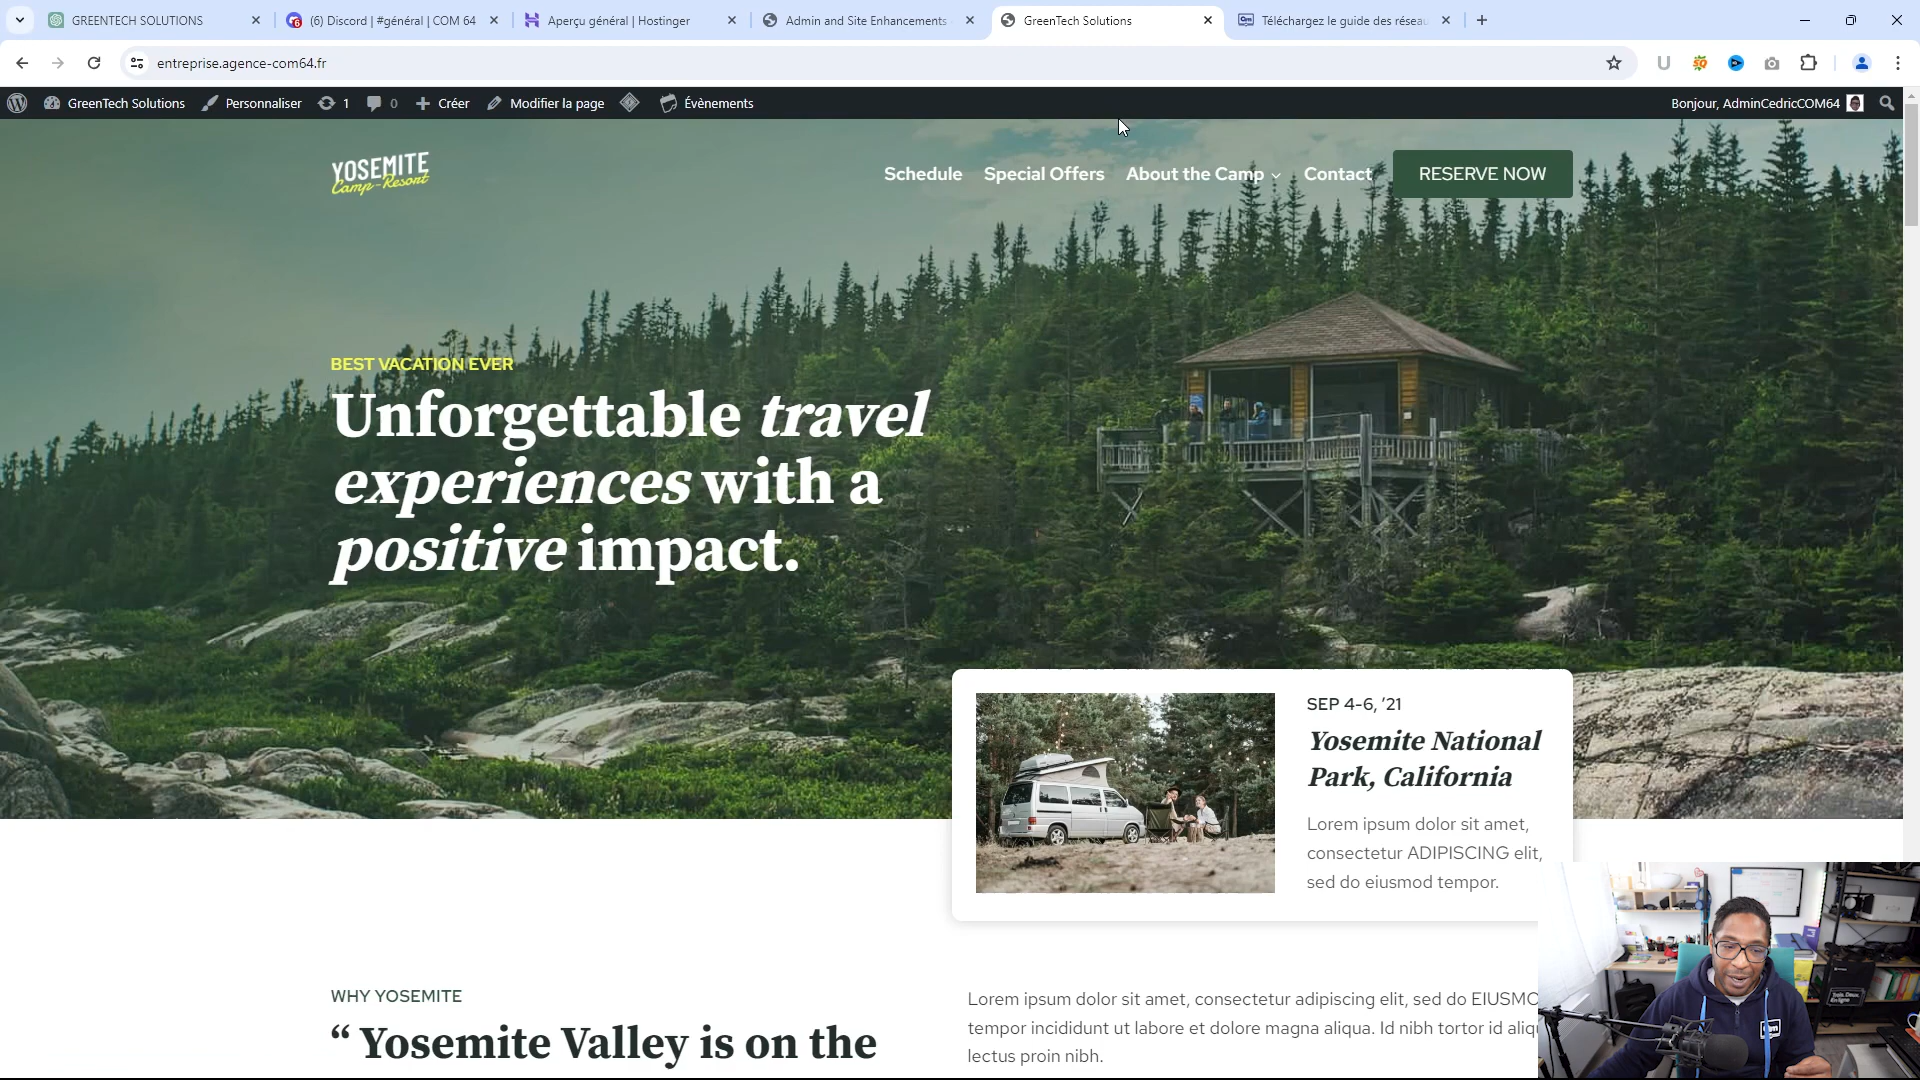 GREENTECH SOLUTIONS
(6) Discord | #général | COM 64
Aperçu général | Hostinger
Admin and Site Enhancements
GreenTech Solutions
Téléchargez le guide des réseau
entreprise.agence-com64.fr
GreenTech Solutions
Personnaliser
1
0
Créer
Modifier la page
Évènements
Bonjour, AdminCedricCOM64
YOSEMITE
Camp-Resort
Schedule
Special Offers
About the Camp
Contact
RESERVE NOW
BEST VACATION EVER
Unforgettable travel
experiences with a
positive impact.
SEP 4-6, ’21
Yosemite National
Park, California
Lorem ipsum dolor sit amet,
consectetur ADIPISCING elit,
sed do eiusmod tempor.
WHY YOSEMITE
“ Yosemite Valley is on the
Lorem ipsum dolor sit amet, consectetur adipiscing elit, sed do EIUSMO
tempor incididunt ut labore et dolore magna aliqua. Id nibh tortor id aliqu
lectus proin nibh.